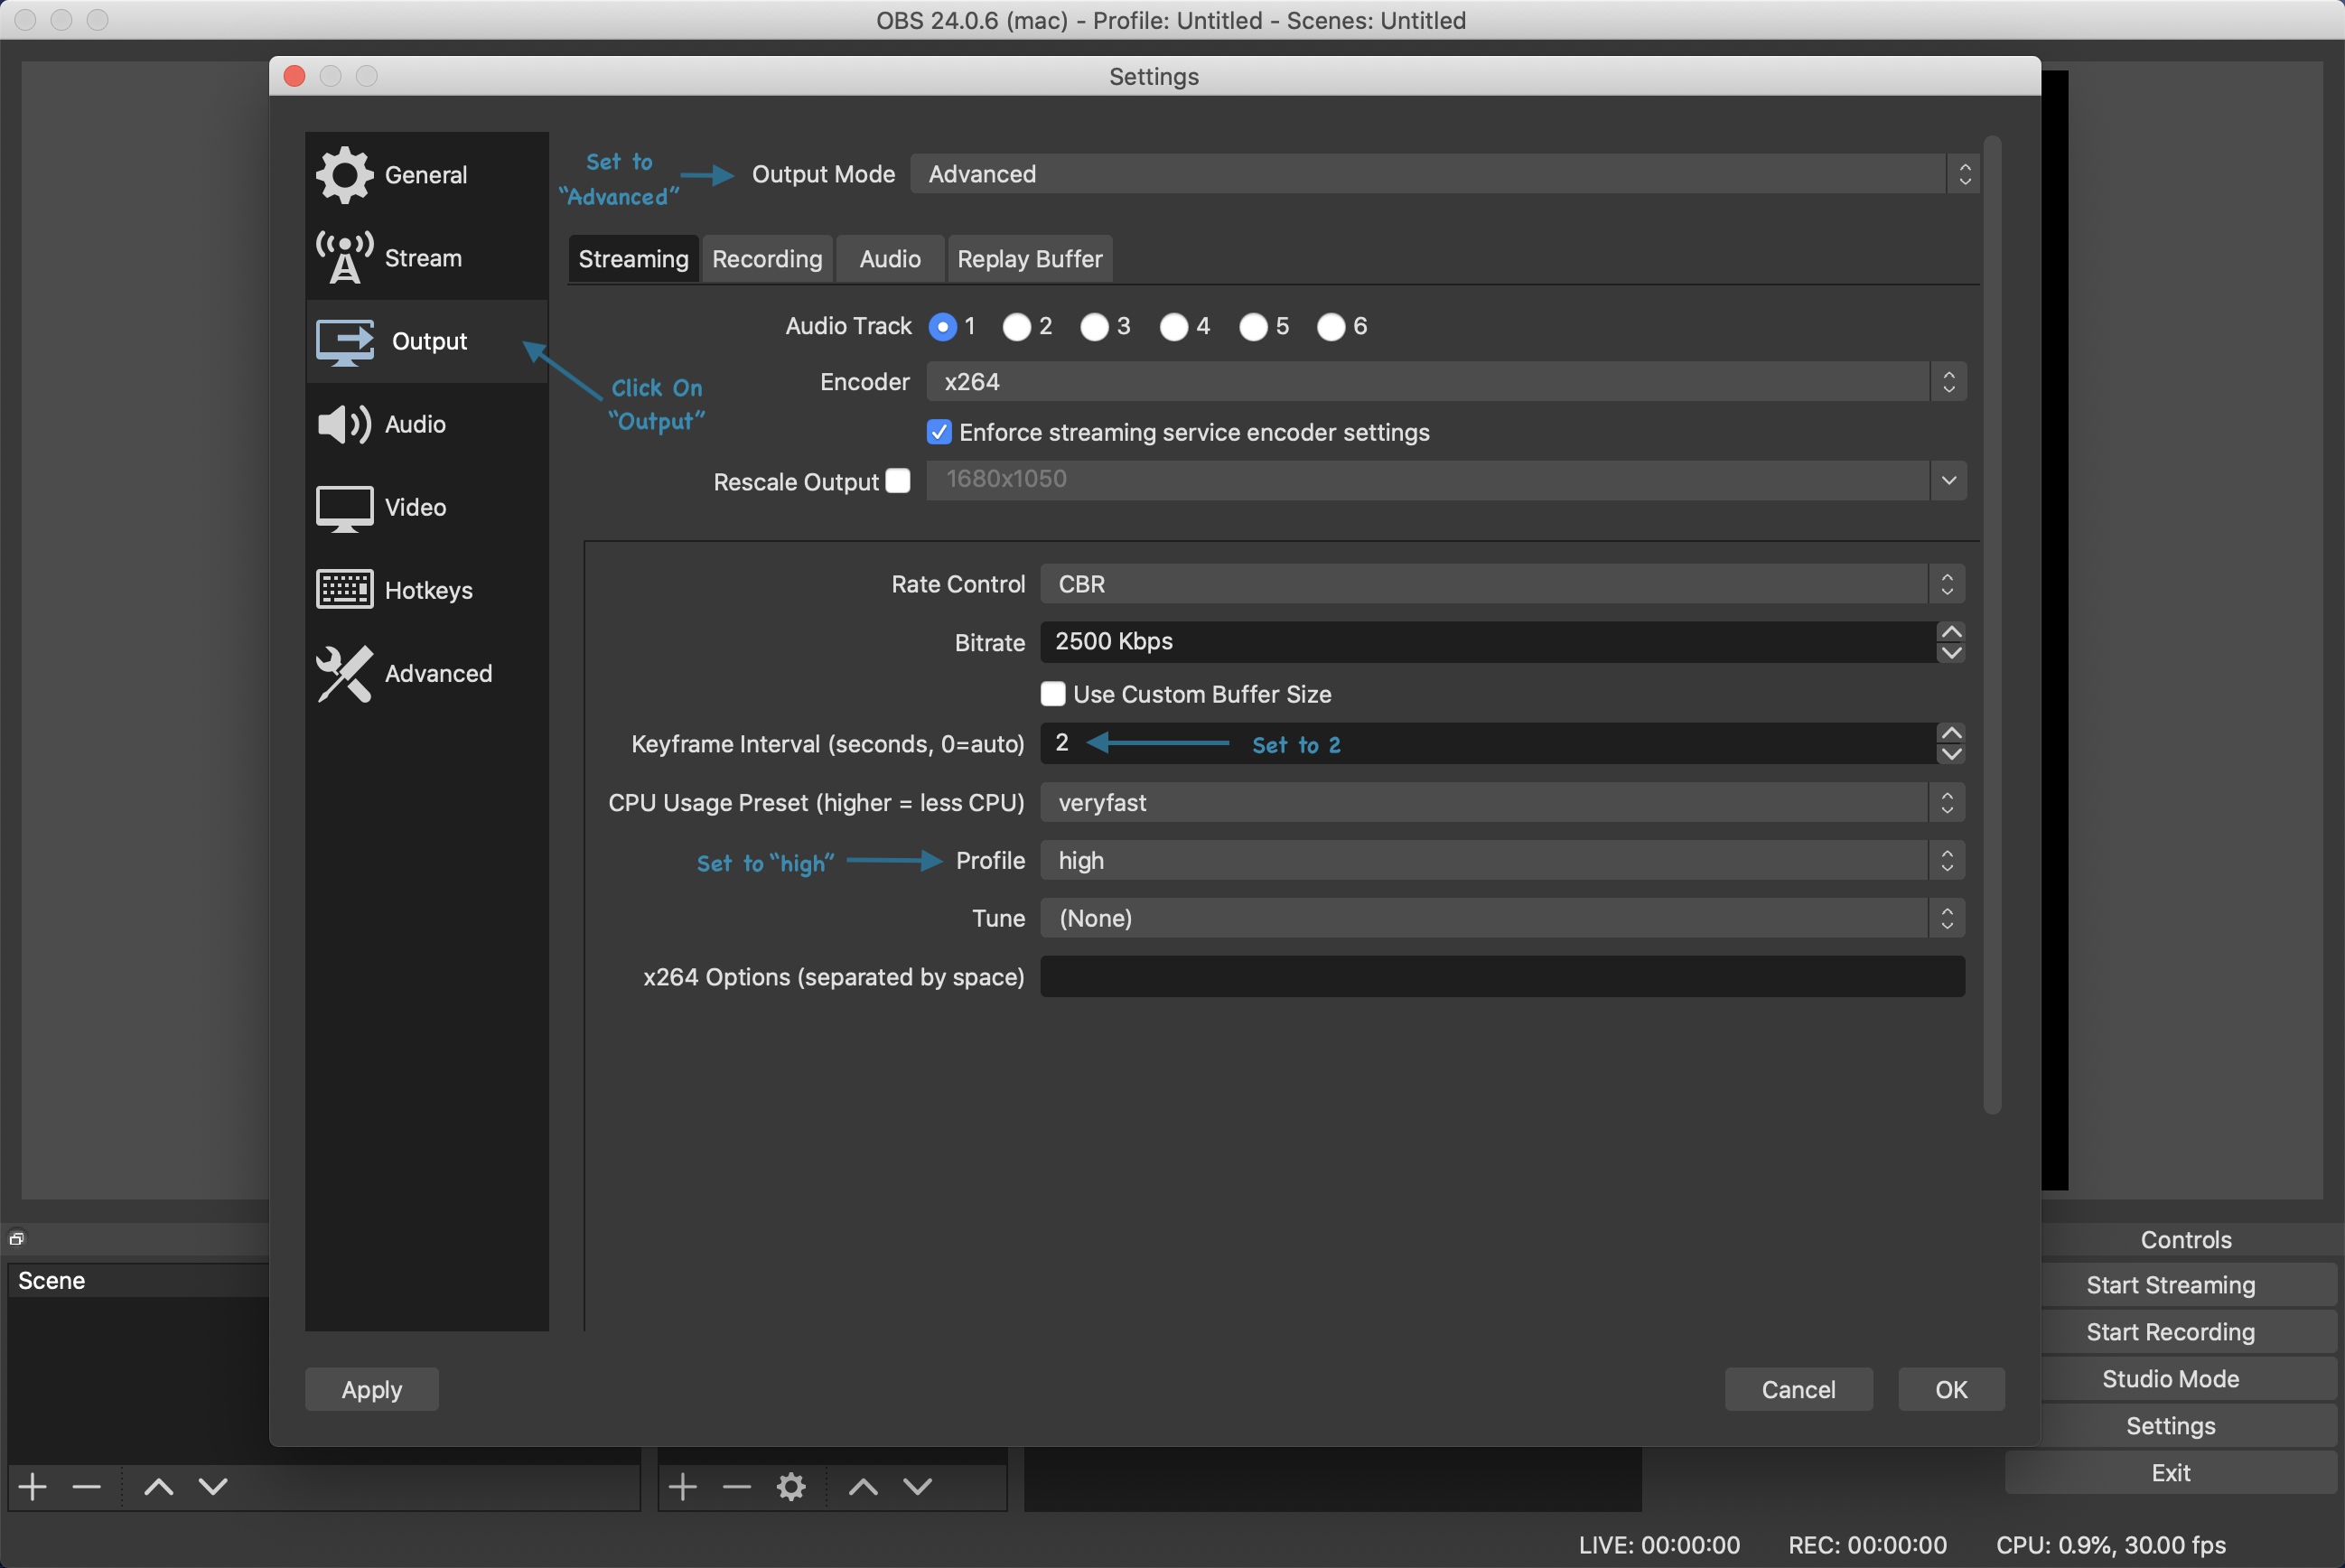 OBS 24.0.6 (mac) - Profile: Untitled - Scenes: Untitled
Settings
General
Stream
Output
Audio
Video
Hotkeys
Advanced
Set to
“Advanced”
Output Mode Advanced
Streaming Recording Audio Replay Buffer
Audio Track 1 2 3 4 5 6
Click On
“Output”
Encoder x264
Enforce streaming service encoder settings
Rescale Output 1680x1050
Rate Control CBR
Bitrate 2500 Kbps
Use Custom Buffer Size
Keyframe Interval (seconds, 0=auto) 2 Set to 2
CPU Usage Preset (higher = less CPU) veryfast
Set to “high” Profile high
Tune (None)
x264 Options (separated by space)
Apply Cancel OK
Scene
Controls
Start Streaming
Start Recording
Studio Mode
Settings
Exit
LIVE: 00:00:00 REC: 00:00:00 CPU: 0.9%, 30.00 fps